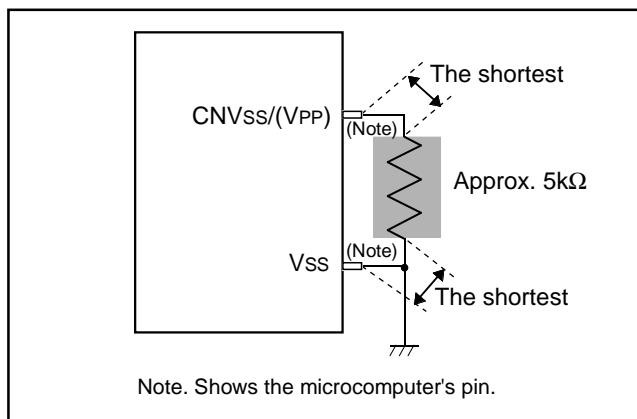 The shortest
CNVSS/(VPP)
(Note)
Approx. 5kΩ
(Note)
VSS
The shortest
Note. Shows the microcomputer's pin.